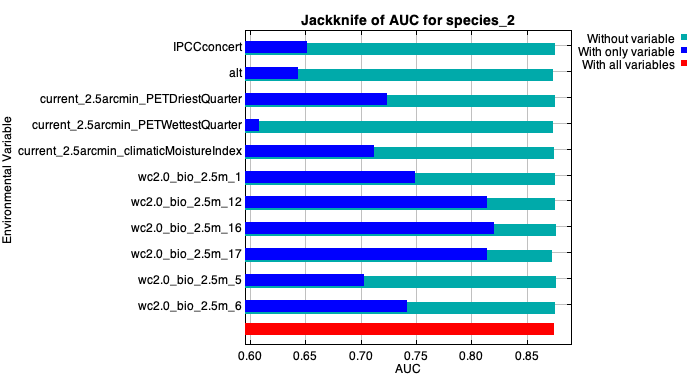 Jackknife of AUC for species_2
Without variable
With only variable
With all variables
Environmental Variable
IPCCconcert
alt
current_2.5arcmin_PETDriestQuarter
current_2.5arcmin_PETWettestQuarter
current_2.5arcmin_climaticMoistureIndex
wc2.0_bio_2.5m_1
wc2.0_bio_2.5m_12
wc2.0_bio_2.5m_16
wc2.0_bio_2.5m_17
wc2.0_bio_2.5m_5
wc2.0_bio_2.5m_6
0.60 0.65 0.70 0.75 0.80 0.85
AUC